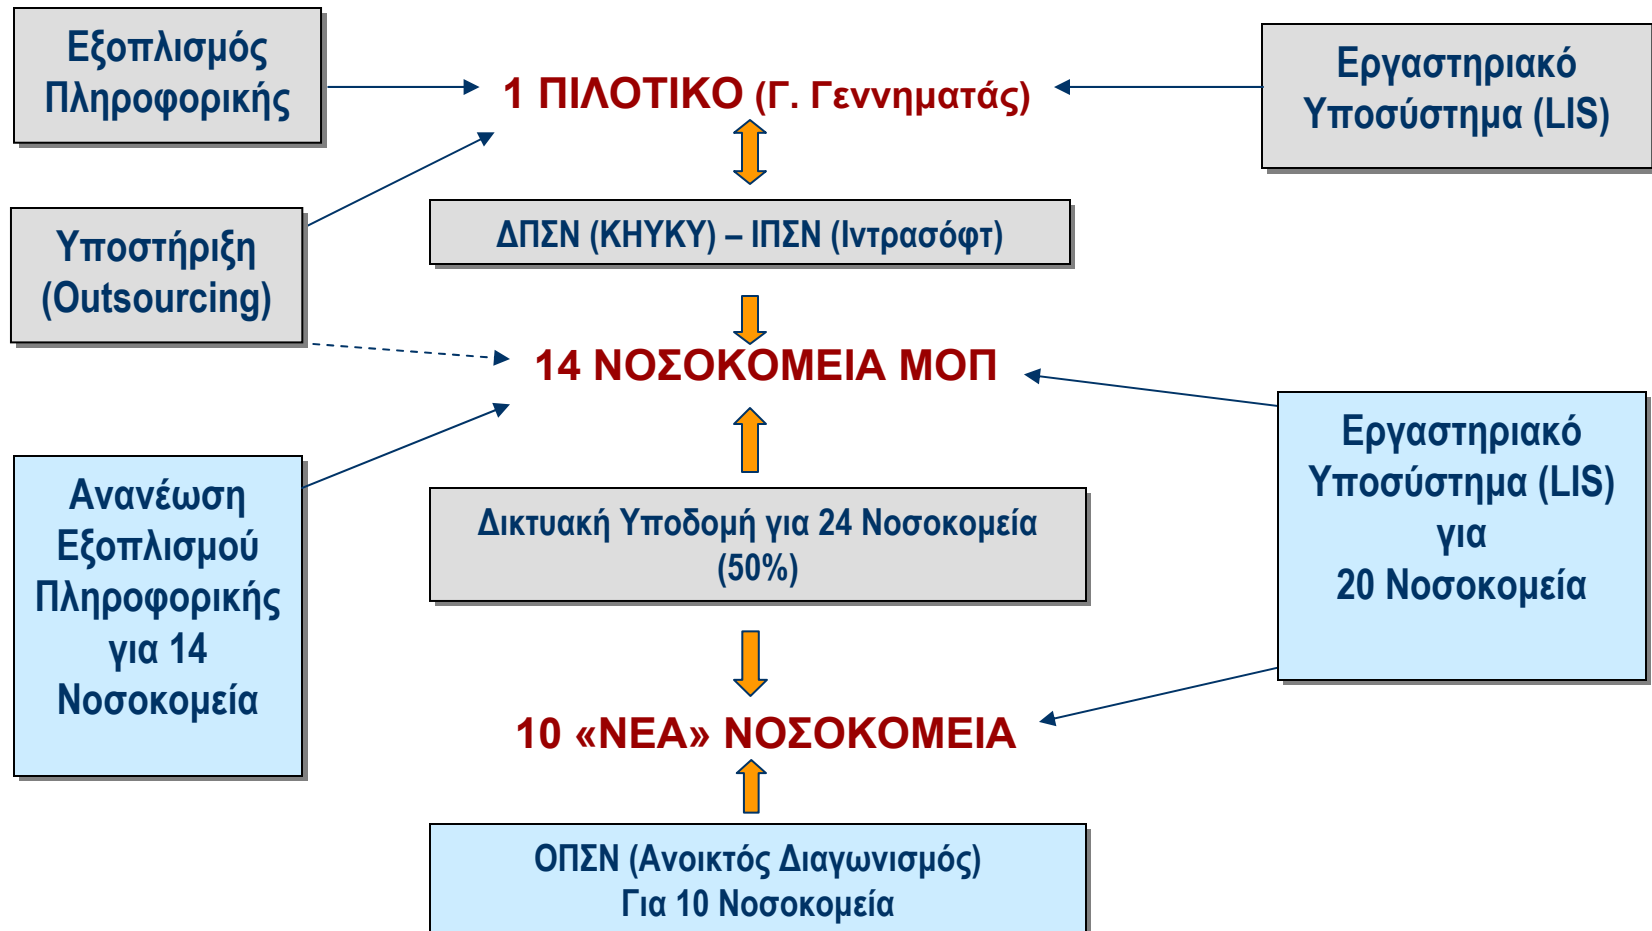 Εξοπλισμός
Πληροφορικής
1 ΠΙΛΟΤΙΚΟ (Γ. Γεννηματάς)
Εργαστηριακό
Υποσύστημα (LIS)
Υποστήριξη
(Outsourcing)
ΔΠΣΝ (ΚΗΥΚΥ) – ΙΠΣΝ (Ιντρασόφτ)
14 ΝΟΣΟΚΟΜΕΙΑ ΜΟΠ
Ανανέωση
Εξοπλισμού
Πληροφορικής
για 14
Νοσοκομεία
Δικτυακή Υποδομή για 24 Νοσοκομεία
(50%)
Εργαστηριακό
Υποσύστημα (LIS)
για
20 Νοσοκομεία
10 «ΝΕΑ» ΝΟΣΟΚΟΜΕΙΑ
ΟΠΣΝ (Ανοικτός Διαγωνισμός)
Για 10 Νοσοκομεία